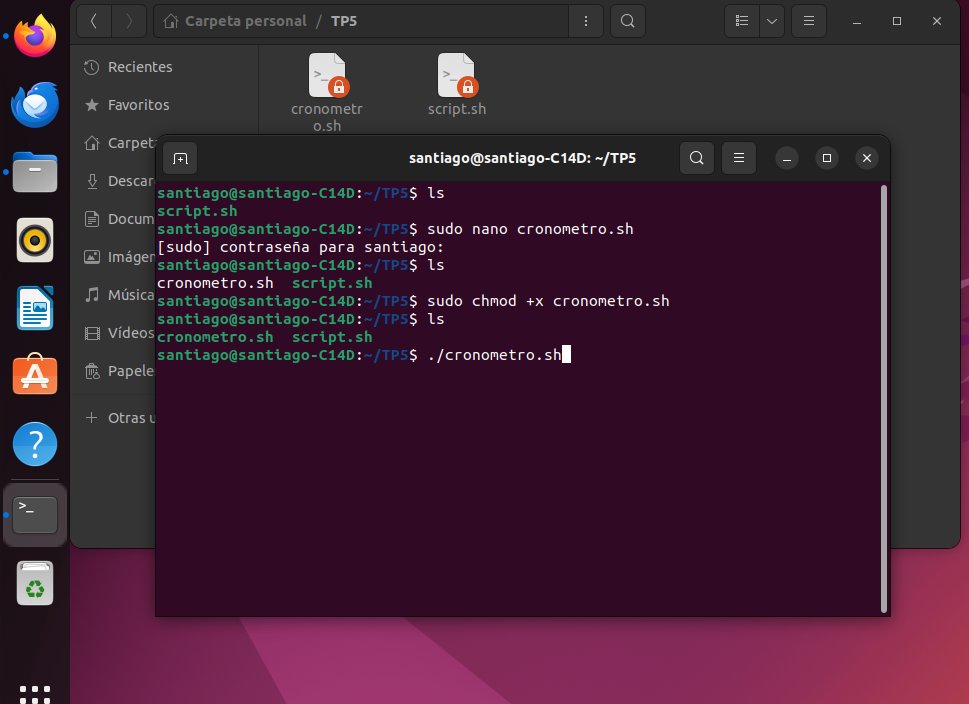 Carpeta personal / TP5
Recientes
Favoritos
Carpeta
Descar
Docum
Imágen
Música
Vídeos
Papele
+ Otras u
cronometr
o.sh
script.sh
santiago@santiago-C14D: ~/TP5
santiago@santiago-C14D:~/TP5$ ls
script.sh
santiago@santiago-C14D:~/TP5$ sudo nano cronometro.sh
[sudo] contraseña para santiago:
santiago@santiago-C14D:~/TP5$ ls
cronometro.sh  script.sh
santiago@santiago-C14D:~/TP5$ sudo chmod +x cronometro.sh
santiago@santiago-C14D:~/TP5$ ls
cronometro.sh  script.sh
santiago@santiago-C14D:~/TP5$ ./cronometro.sh